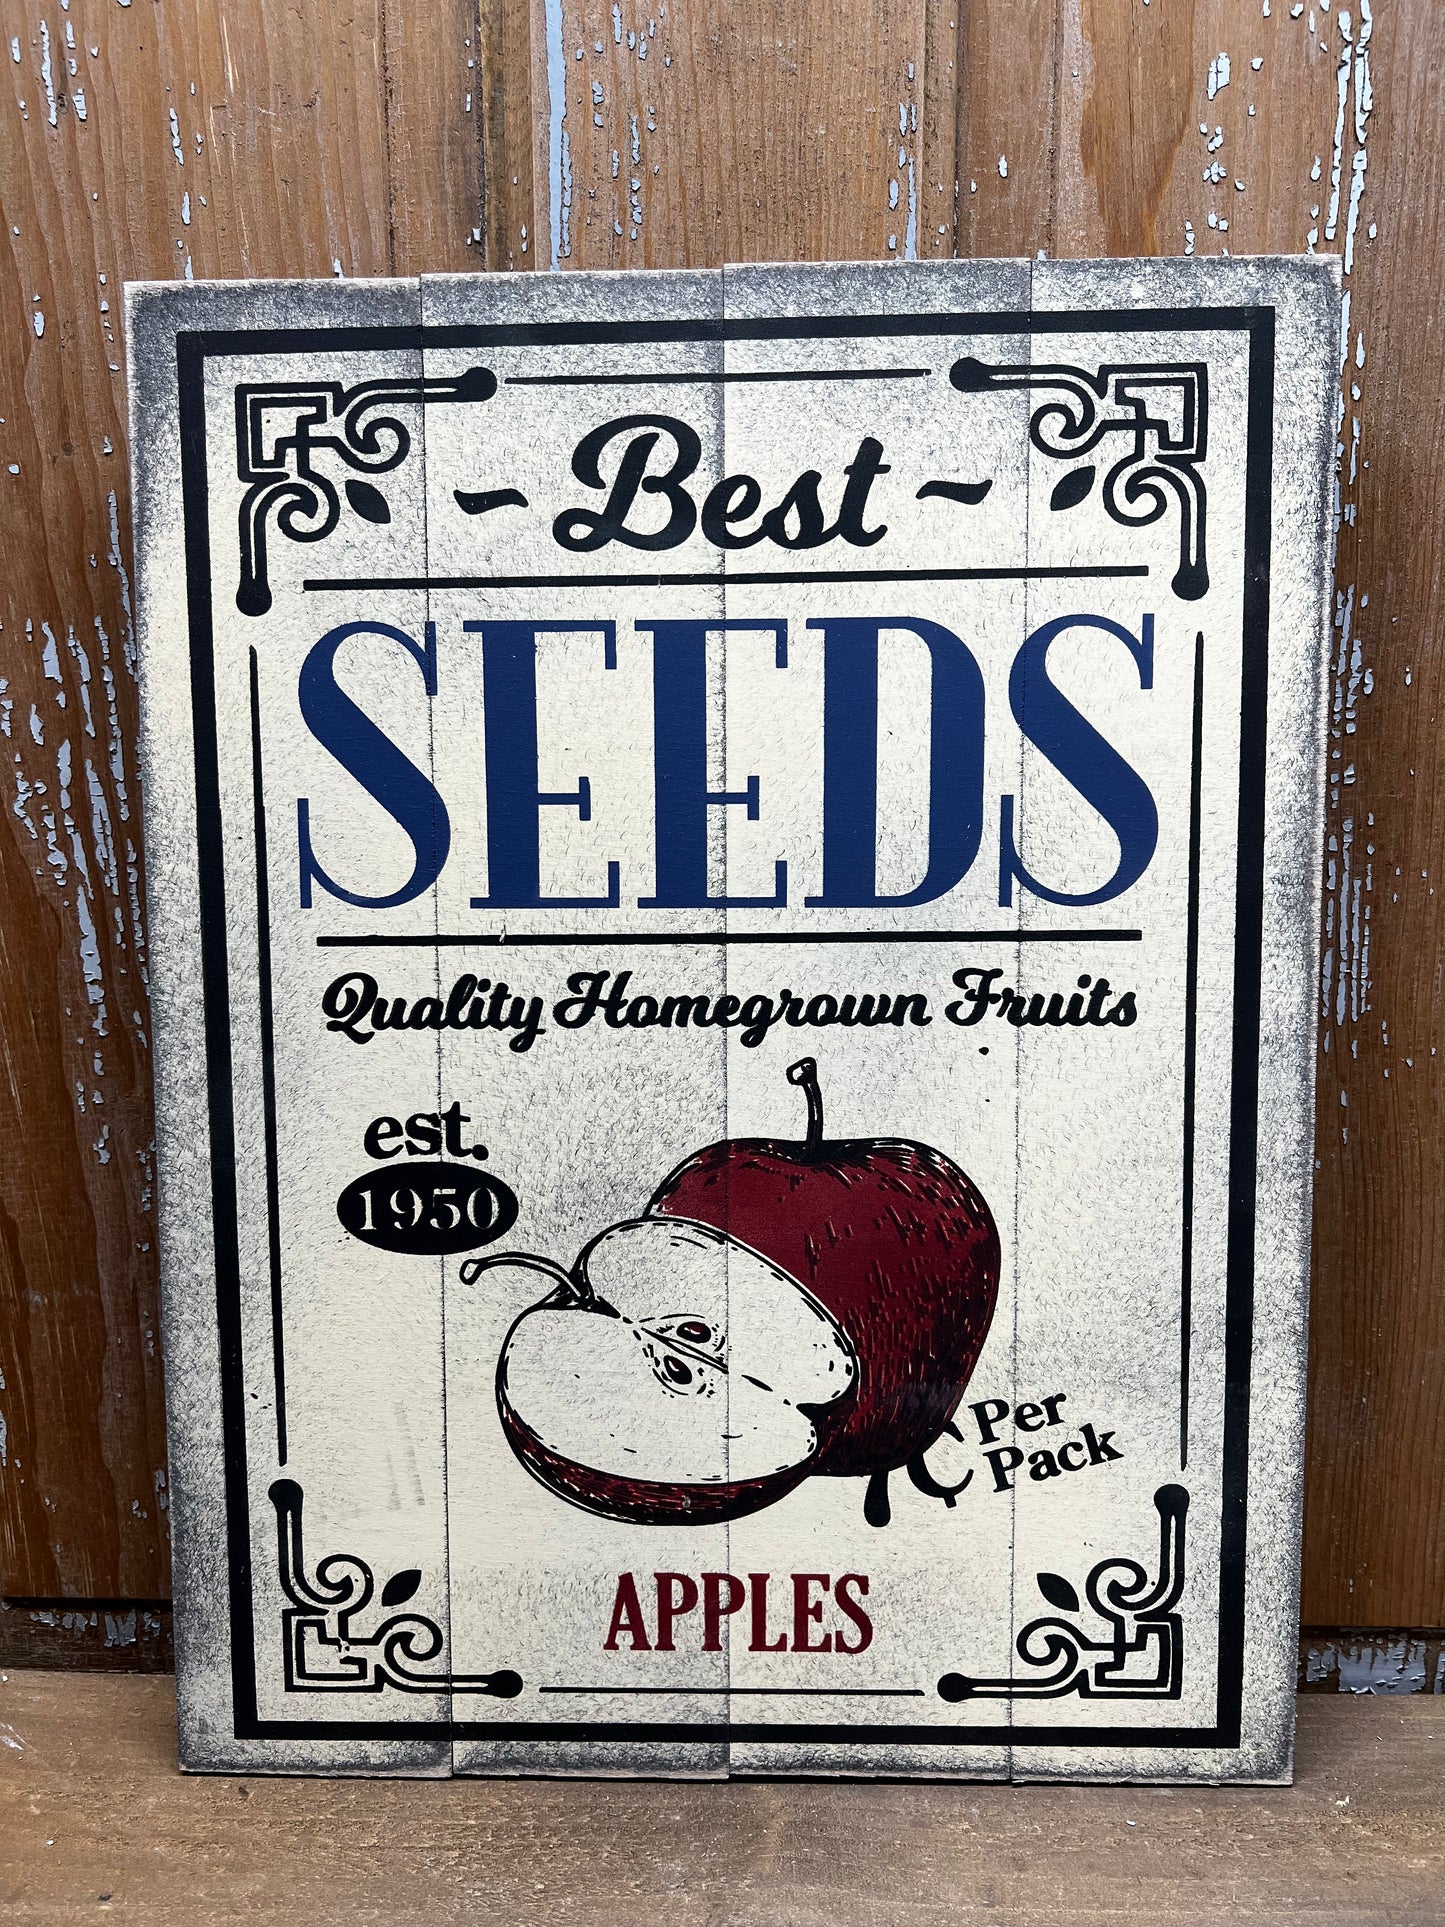 ~ Best ~
SEEDS
Quality Homegrown Fruits
est.
1950
¢ Per
Pack
APPLES